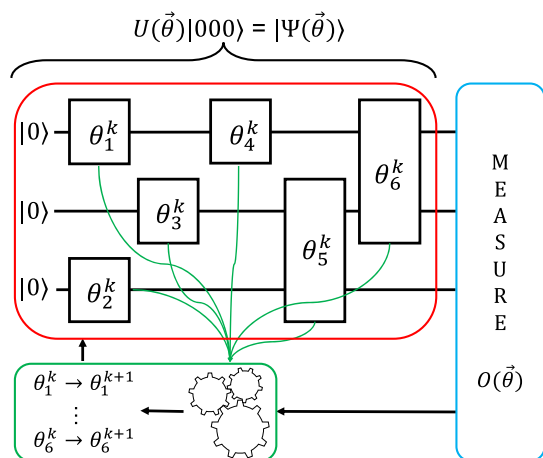 U(θ⃗)|000⟩ = |Ψ(θ⃗)⟩
|0⟩ θ₁ᵏ θ₄ᵏ
θ₆ᵏ
|0⟩ θ₃ᵏ
θ₅ᵏ
|0⟩ θ₂ᵏ
M
E
A
S
U
R
E
O(θ⃗)
θ₁ᵏ → θ₁ᵏ⁺¹
⋮
θ₆ᵏ → θ₆ᵏ⁺¹